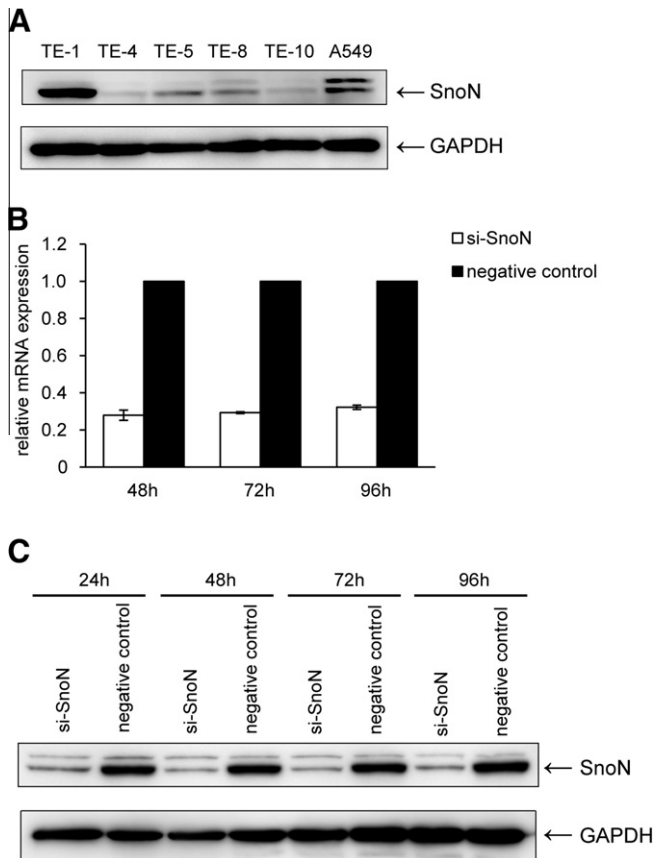 A
TE-1 TE-4 TE-5 TE-8 TE-10 A549
← SnoN
← GAPDH
B
relative mRNA expression
1.2
1.0
0.8
0.6
0.4
0.2
0
48h 72h 96h
si-SnoN
negative control
C
24h 48h 72h 96h
si-SnoN negative control si-SnoN negative control si-SnoN negative control si-SnoN negative control
← SnoN
← GAPDH